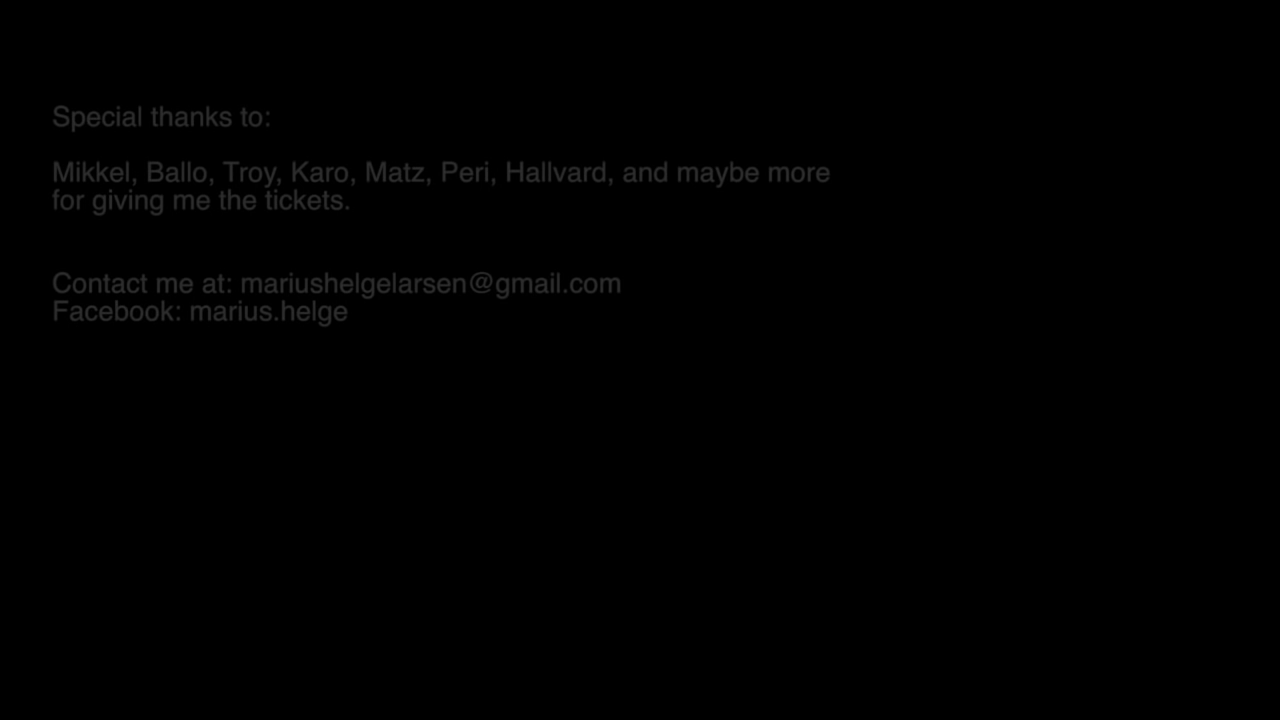 Special thanks to:
Mikkel, Ballo, Troy, Karo, Matz, Peri, Hallvard, and maybe more
for giving me the tickets.
Contact me at: mariushelgelarsen@gmail.com
Facebook: marius.helge